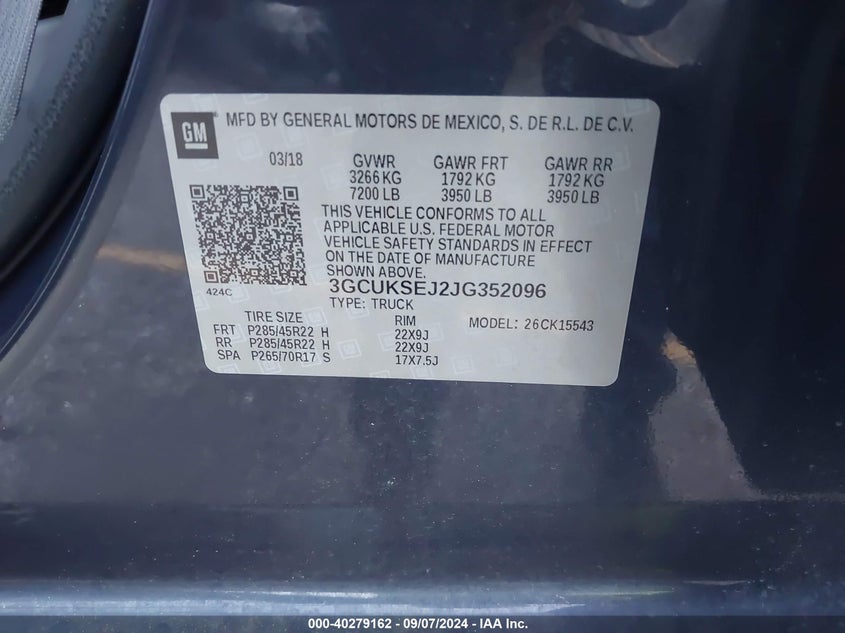 GM
MFD BY GENERAL MOTORS DE MEXICO, S. DE R.L. DE C.V.
03/18 GVWR GAWR FRT GAWR RR
3266 KG 1792 KG 1792 KG
7200 LB 3950 LB 3950 LB
THIS VEHICLE CONFORMS TO ALL
APPLICABLE U.S. FEDERAL MOTOR
VEHICLE SAFETY STANDARDS IN EFFECT
ON THE DATE OF MANUFACTURE
SHOWN ABOVE.
424C 3GCUKSEJ2JG352096
TYPE: TRUCK
TIRE SIZE RIM MODEL: 26CK15543
FRT P285/45R22 H 22X9J
RR P285/45R22 H 22X9J
SPA P265/70R17 S 17X7.5J
000-40279162 - 09/07/2024 - IAA Inc.